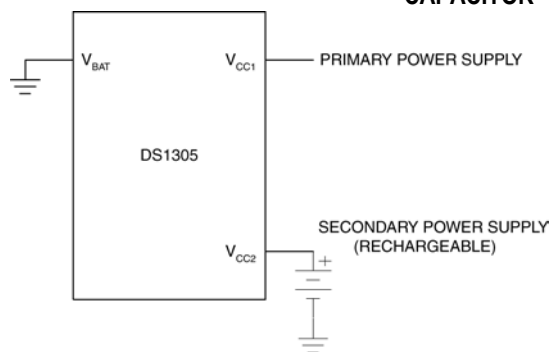 CAPACITOR
VBAT
VCC1
PRIMARY POWER SUPPLY
DS1305
SECONDARY POWER SUPPLY
(RECHARGEABLE)
VCC2
+